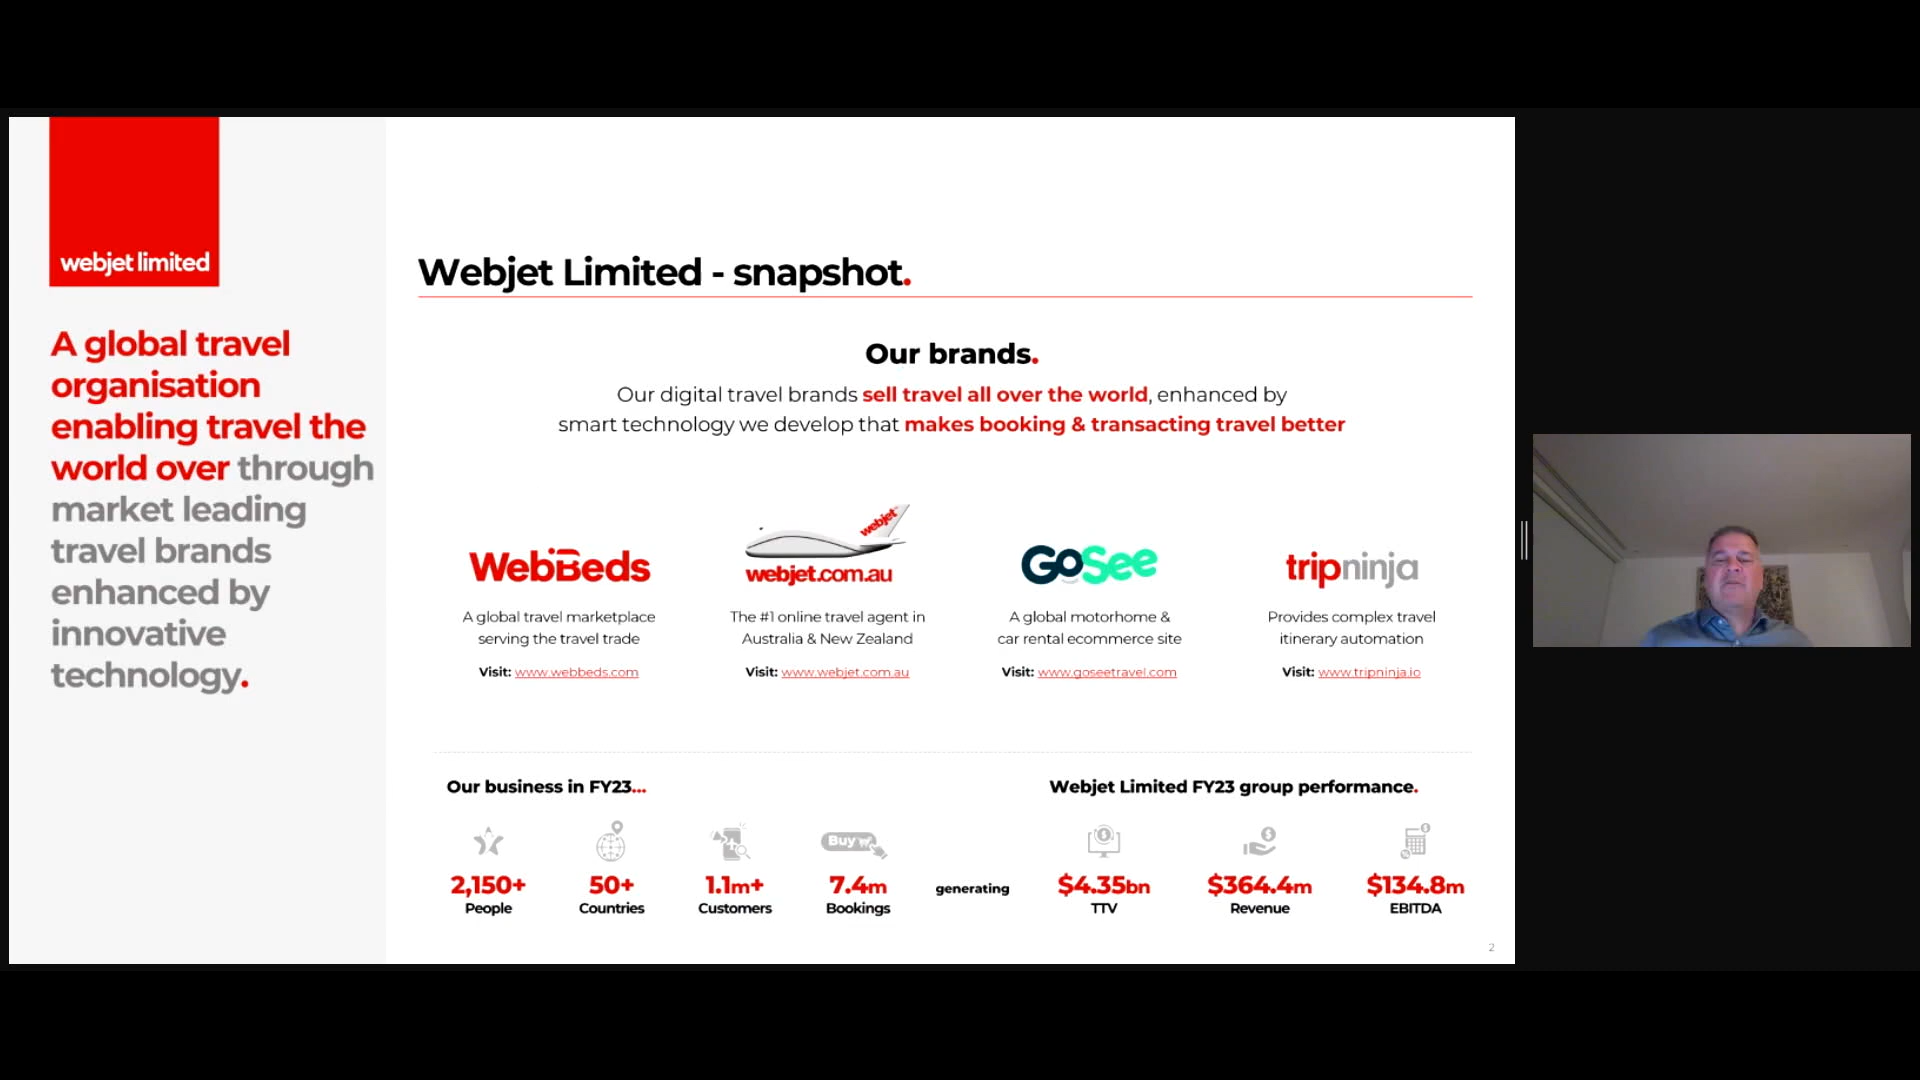 webjet limited
A global travel
organisation
enabling travel the
world over through
market leading
travel brands
enhanced by
innovative
technology.
Webjet Limited - snapshot.
Our brands.
Our digital travel brands sell travel all over the world, enhanced by
smart technology we develop that makes booking & transacting travel better
WebBeds
A global travel marketplace
serving the travel trade
Visit: www.webbeds.com
webjet
webjet.com.au
The #1 online travel agent in
Australia & New Zealand
Visit: www.webjet.com.au
GoSee
A global motorhome &
car rental ecommerce site
Visit: www.goseetravel.com
tripninja
Provides complex travel
itinerary automation
Visit: www.tripninja.io
Our business in FY23...
2,150+
People
50+
Countries
1.1m+
Customers
Buy
7.4m
Bookings
generating
Webjet Limited FY23 group performance.
$4.35bn
TTV
$364.4m
Revenue
$134.8m
EBITDA
2